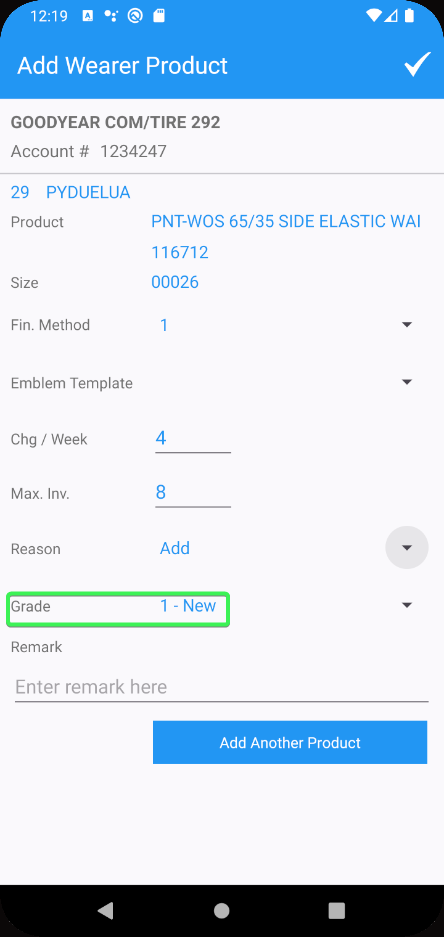 12:19
Add Wearer Product
GOODYEAR COM/TIRE 292
Account # 1234247
29 PYDUELUA
Product PNT-WOS 65/35 SIDE ELASTIC WAI
116712
Size 00026
Fin. Method 1
Emblem Template
Chg / Week 4
Max. Inv. 8
Reason Add
Grade 1 - New
Remark
Enter remark here
Add Another Product